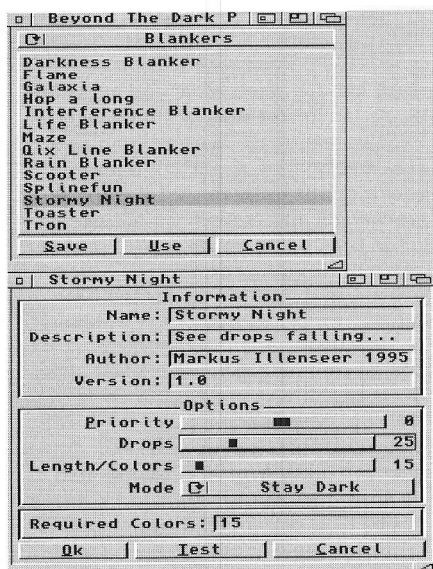 Beyond The Dark P
Blankers
Darkness Blanker
Flame
Galaxia
Hop a long
Interference Blanker
Life Blanker
Maze
Qix Line Blanker
Rain Blanker
Scooter
Splinefun
Stormy Night
Toaster
Tron
Save Use Cancel
Stormy Night
Information
Name: Stormy Night
Description: See drops falling...
Author: Markus Illenseer 1995
Version: 1.0
Options
Priority 0
Drops 25
Length/Colors 15
Mode Stay Dark
Required Colors: 15
Ok Test Cancel